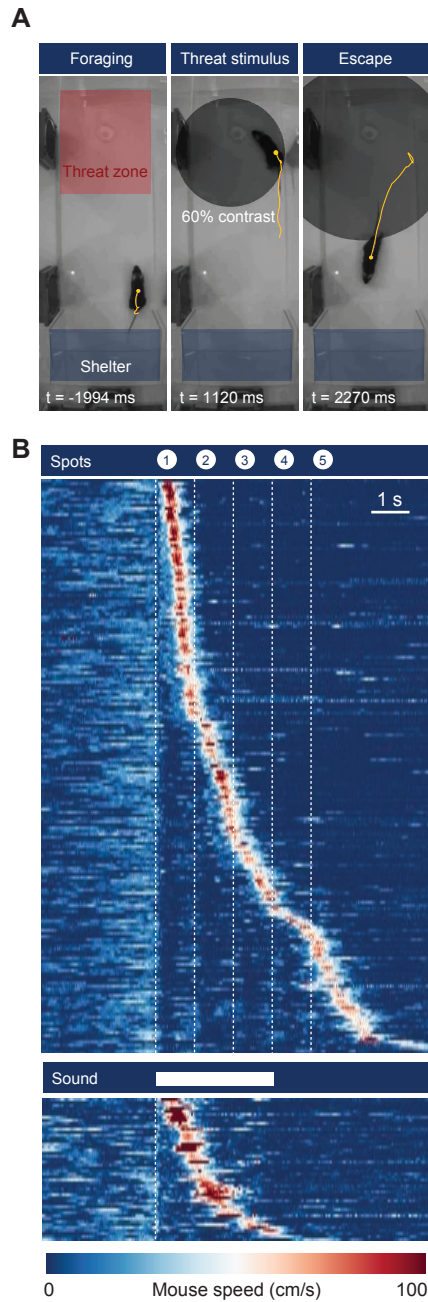 A
Foraging
Threat stimulus
Escape
Threat zone
60% contrast
Shelter
t = -1994 ms
t = 1120 ms
t = 2270 ms
B
Spots 1 2 3 4 5
1 s
Sound
0 Mouse speed (cm/s) 100